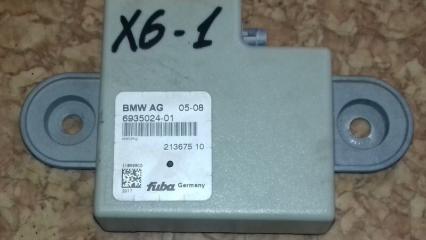 X6-1
BMW AG 05-08
6935024-01
213675 10
fuba Germany